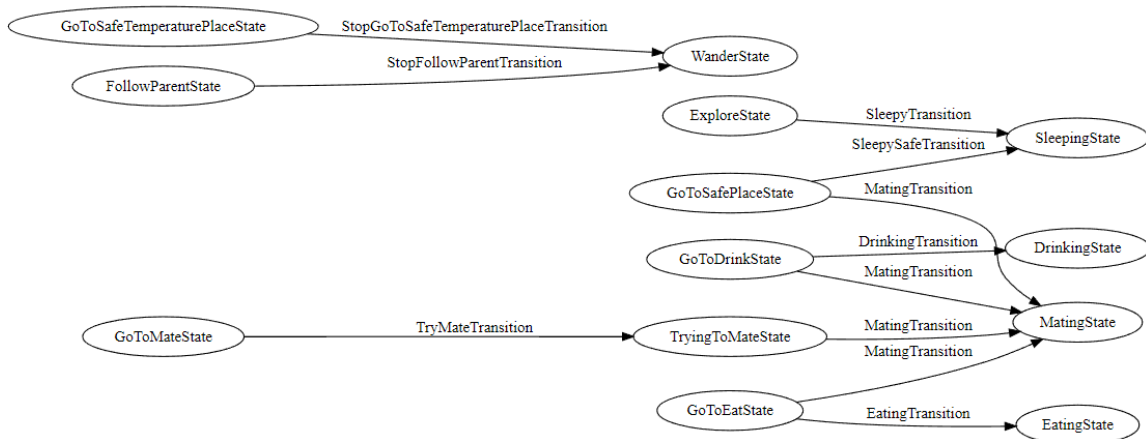 GoToSafeTemperaturePlaceState
StopGoToSafeTemperaturePlaceTransition
WanderState
StopFollowParentTransition
FollowParentState
ExploreState
SleepyTransition
SleepingState
SleepySafeTransition
GoToSafePlaceState
MatingTransition
DrinkingTransition
DrinkingState
GoToDrinkState
MatingTransition
MatingState
GoToMateState
TryMateTransition
TryingToMateState
MatingTransition
MatingTransition
GoToEatState
EatingTransition
EatingState